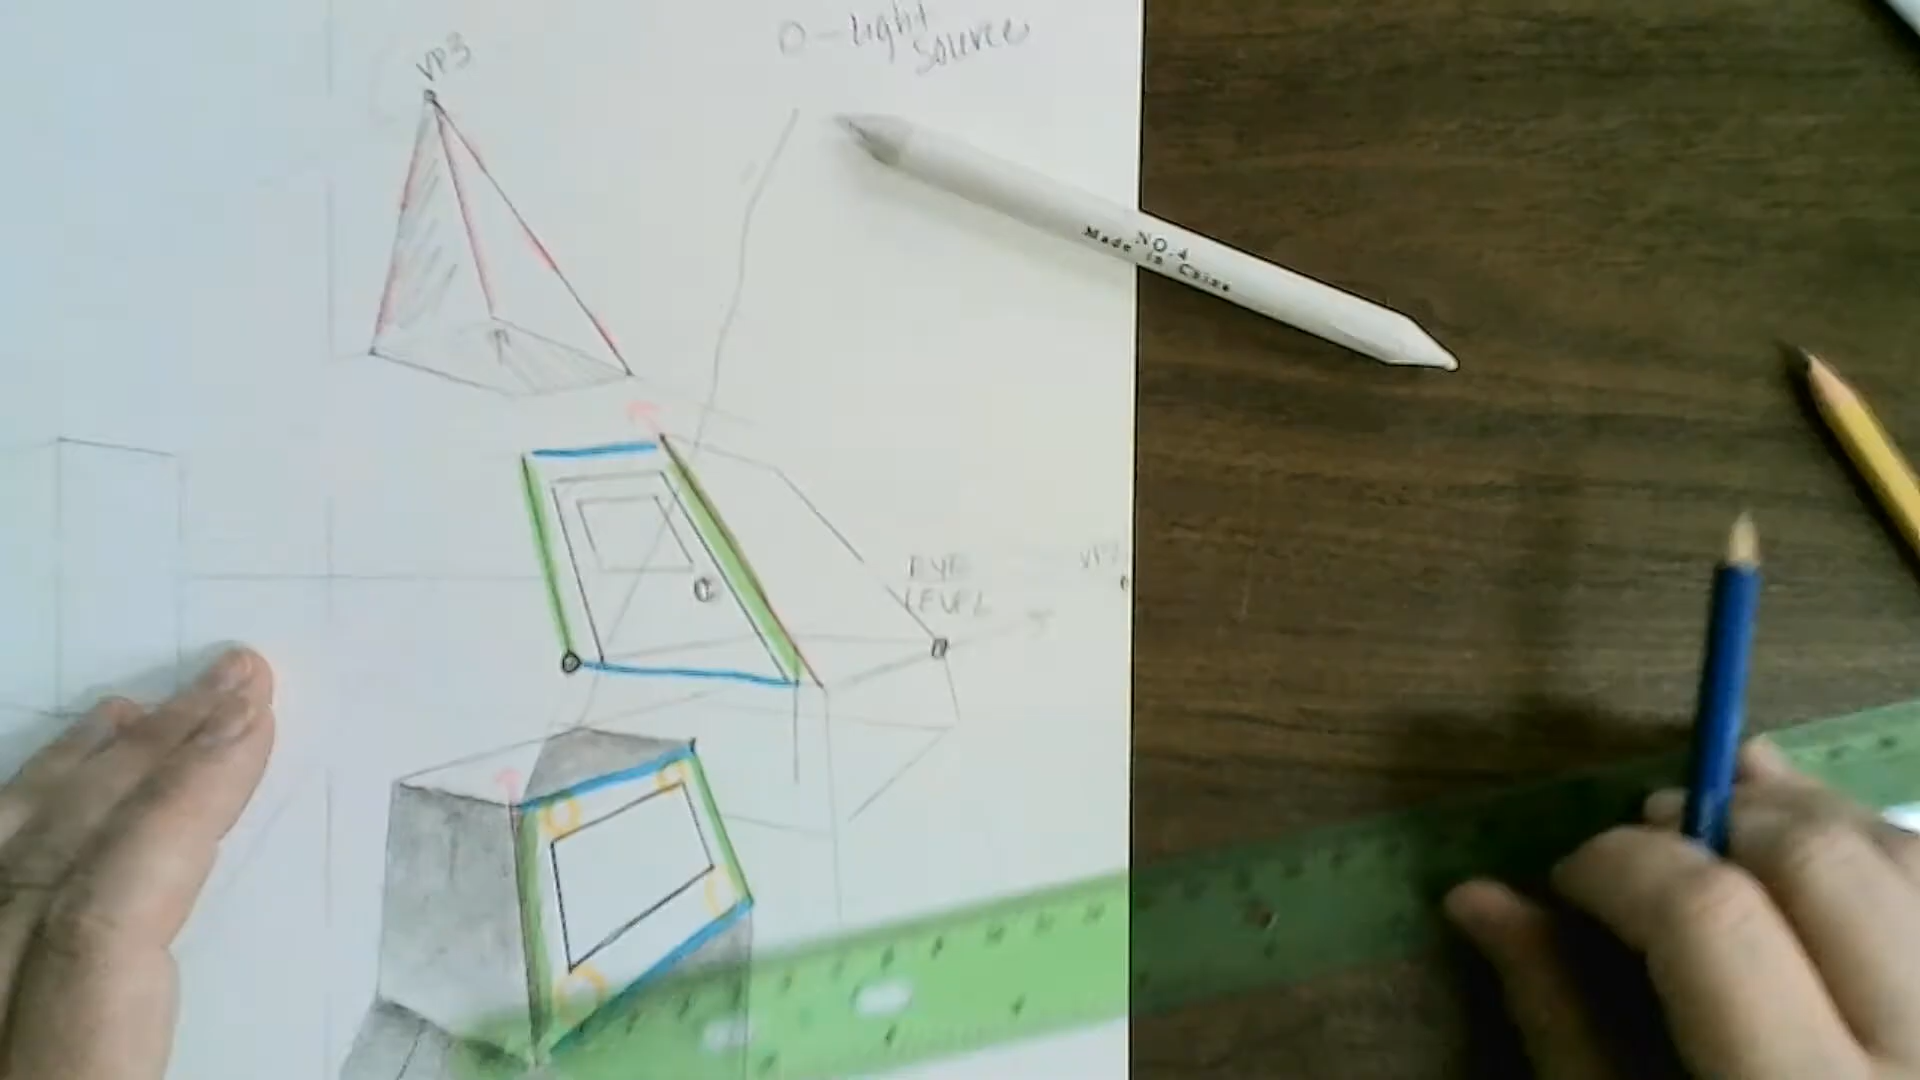 VP3
O - Light
Source
NO.4
Made in China
EYE
LEVEL